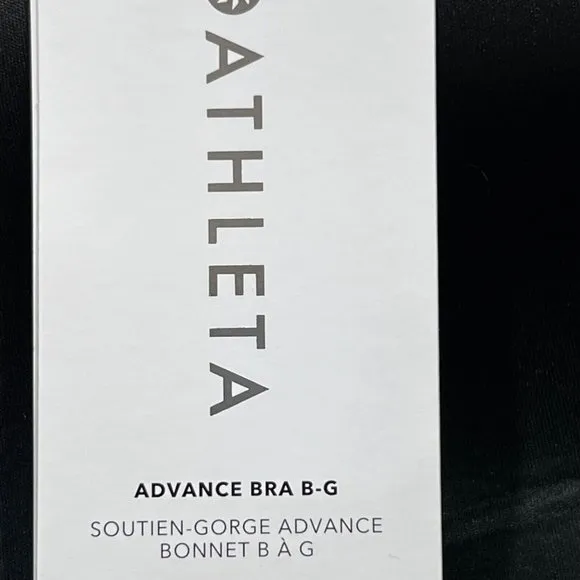 ATHLETA
ADVANCE BRA B-G
SOUTIEN-GORGE ADVANCE
BONNET B À G